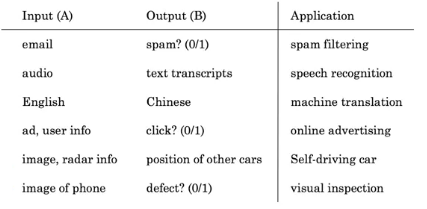 Input (A) Output (B) Application
email spam? (0/1) spam filtering
audio text transcripts speech recognition
English Chinese machine translation
ad, user info click? (0/1) online advertising
image, radar info position of other cars Self-driving car
image of phone defect? (0/1) visual inspection